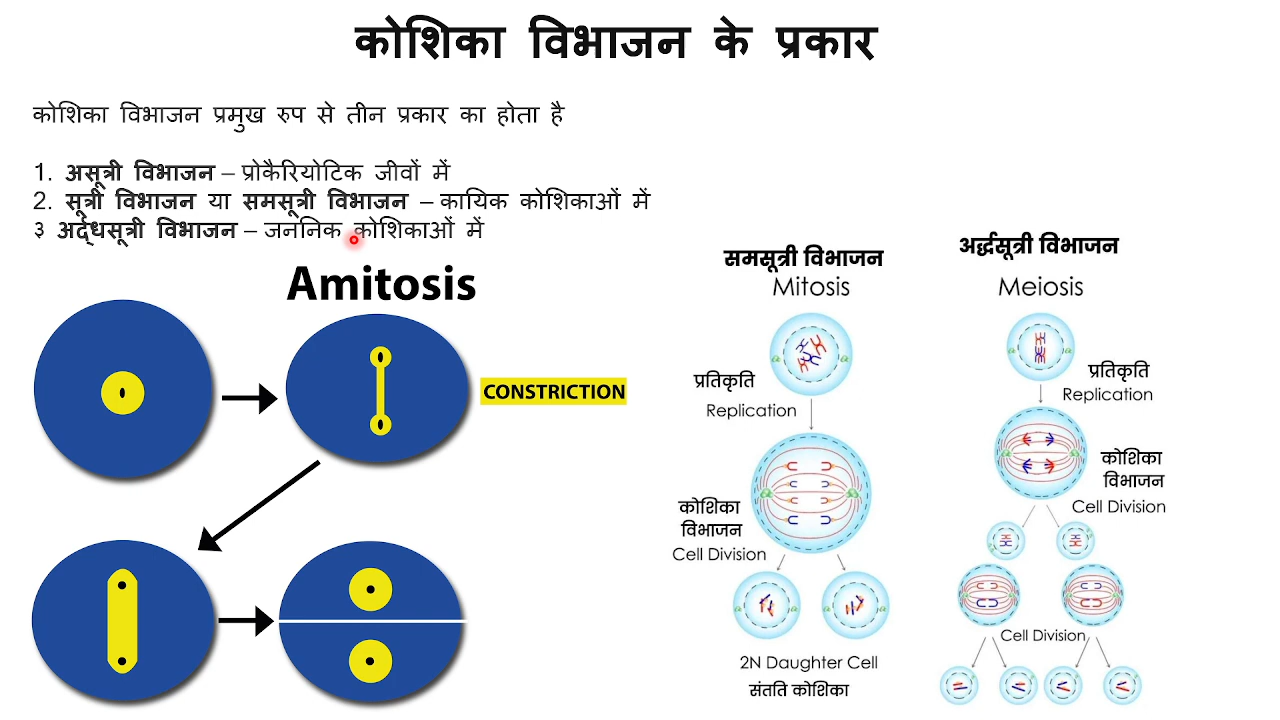 कोशिका विभाजन के प्रकार
कोशिका विभाजन प्रमुख रुप से तीन प्रकार का होता है
1. असूत्री विभाजन – प्रोकैरियोटिक जीवों में
2. सूत्री विभाजन या समसूत्री विभाजन – कायिक कोशिकाओं में
३ अर्द्धसूत्री विभाजन – जननिक कोशिकाओं में
Amitosis
CONSTRICTION
समसूत्री विभाजन
Mitosis
प्रतिकृति
Replication
कोशिका
विभाजन
Cell Division
2N Daughter Cell
संतति कोशिका
अर्द्धसूत्री विभाजन
Meiosis
प्रतिकृति
Replication
कोशिका
विभाजन
Cell Division
Cell Division